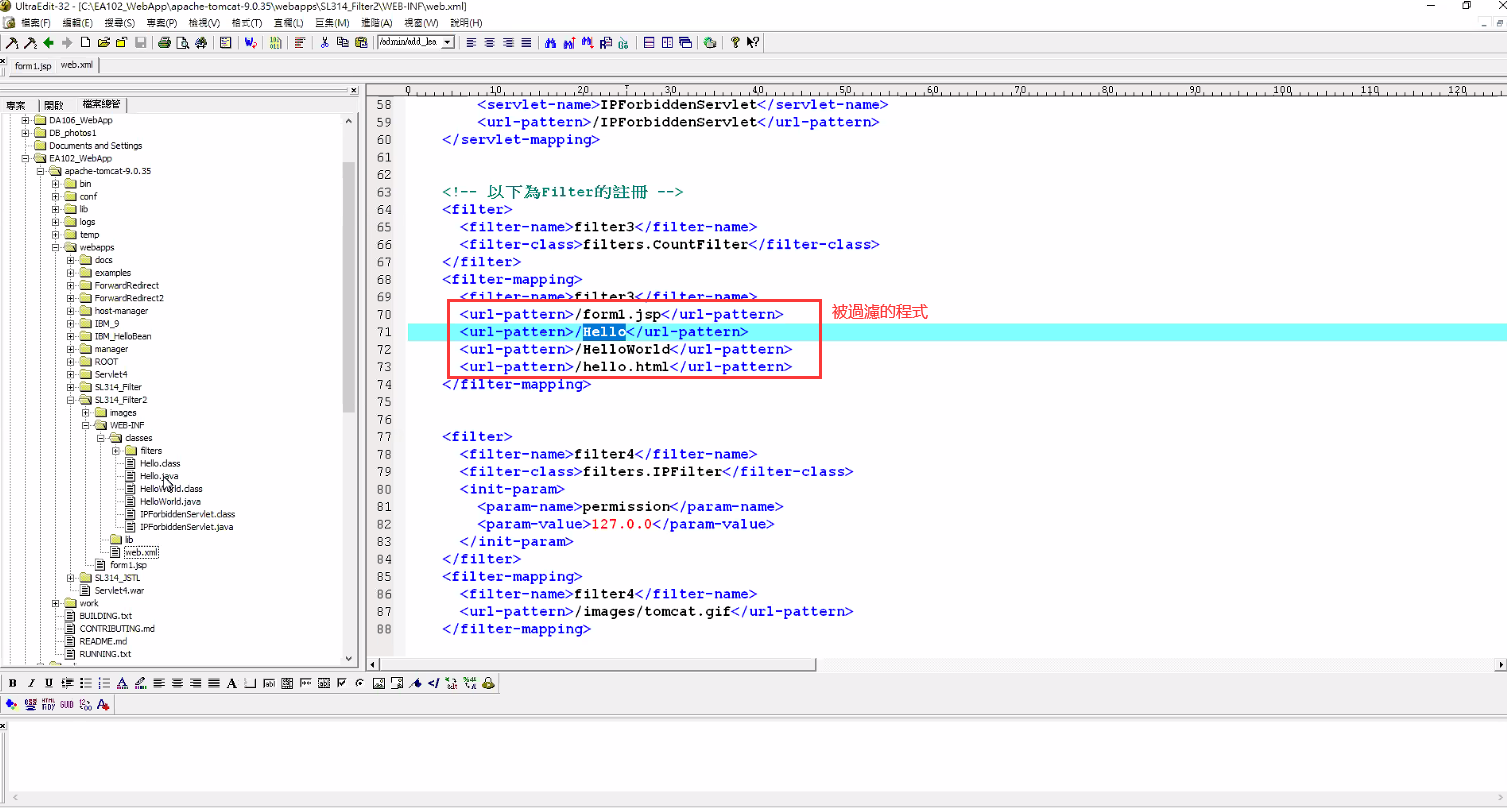 UltraEdit-32 - [C:\EA102_WebApp\apache-tomcat-9.0.35\webapps\SL314_Filter2\WEB-INF\web.xml]
檔案(F) 編輯(E) 搜尋(S) 專案(P) 檢視(V) 格式(T) 直欄(L) 巨集(M) 進階(A) 視窗(W) 說明(H)
/admin/add_lea
form1.jsp web.xml
專案 開啟 檔案總管
DA106_WebApp
DB_photos1
Documents and Settings
EA102_WebApp
apache-tomcat-9.0.35
bin
conf
lib
logs
temp
webapps
docs
examples
ForwardRedirect
ForwardRedirect2
host-manager
IBM_9
IBM_HelloBean
manager
ROOT
Servlet4
SL314_Filter
SL314_Filter2
images
WEB-INF
classes
filters
Hello.class
Hello.java
HelloWorld.class
HelloWorld.java
IPForbiddenServlet.class
IPForbiddenServlet.java
lib
web.xml
form1.jsp
SL314_JSTL
Servlet4.war
work
BUILDING.txt
CONTRIBUTING.md
README.md
RUNNING.txt
0 10 20 30 40 50 60 70 80 90 100 110 120
58 <servlet-name>IPForbiddenServlet</servlet-name>
59 <url-pattern>/IPForbiddenServlet</url-pattern>
60 </servlet-mapping>
61
62
63 <!-- 以下為Filter的註冊 -->
64 <filter>
65 <filter-name>filter3</filter-name>
66 <filter-class>filters.CountFilter</filter-class>
67 </filter>
68 <filter-mapping>
69 <filter-name>filter3</filter-name>
70 <url-pattern>/form1.jsp</url-pattern>
被過濾的程式
71 <url-pattern>/Hello</url-pattern>
72 <url-pattern>/HelloWorld</url-pattern>
73 <url-pattern>/hello.html</url-pattern>
74 </filter-mapping>
75
76
77 <filter>
78 <filter-name>filter4</filter-name>
79 <filter-class>filters.IPFilter</filter-class>
80 <init-param>
81 <param-name>permission</param-name>
82 <param-value>127.0.0</param-value>
83 </init-param>
84 </filter>
85 <filter-mapping>
86 <filter-name>filter4</filter-name>
87 <url-pattern>/images/tomcat.gif</url-pattern>
88 </filter-mapping>
B I U
GUID